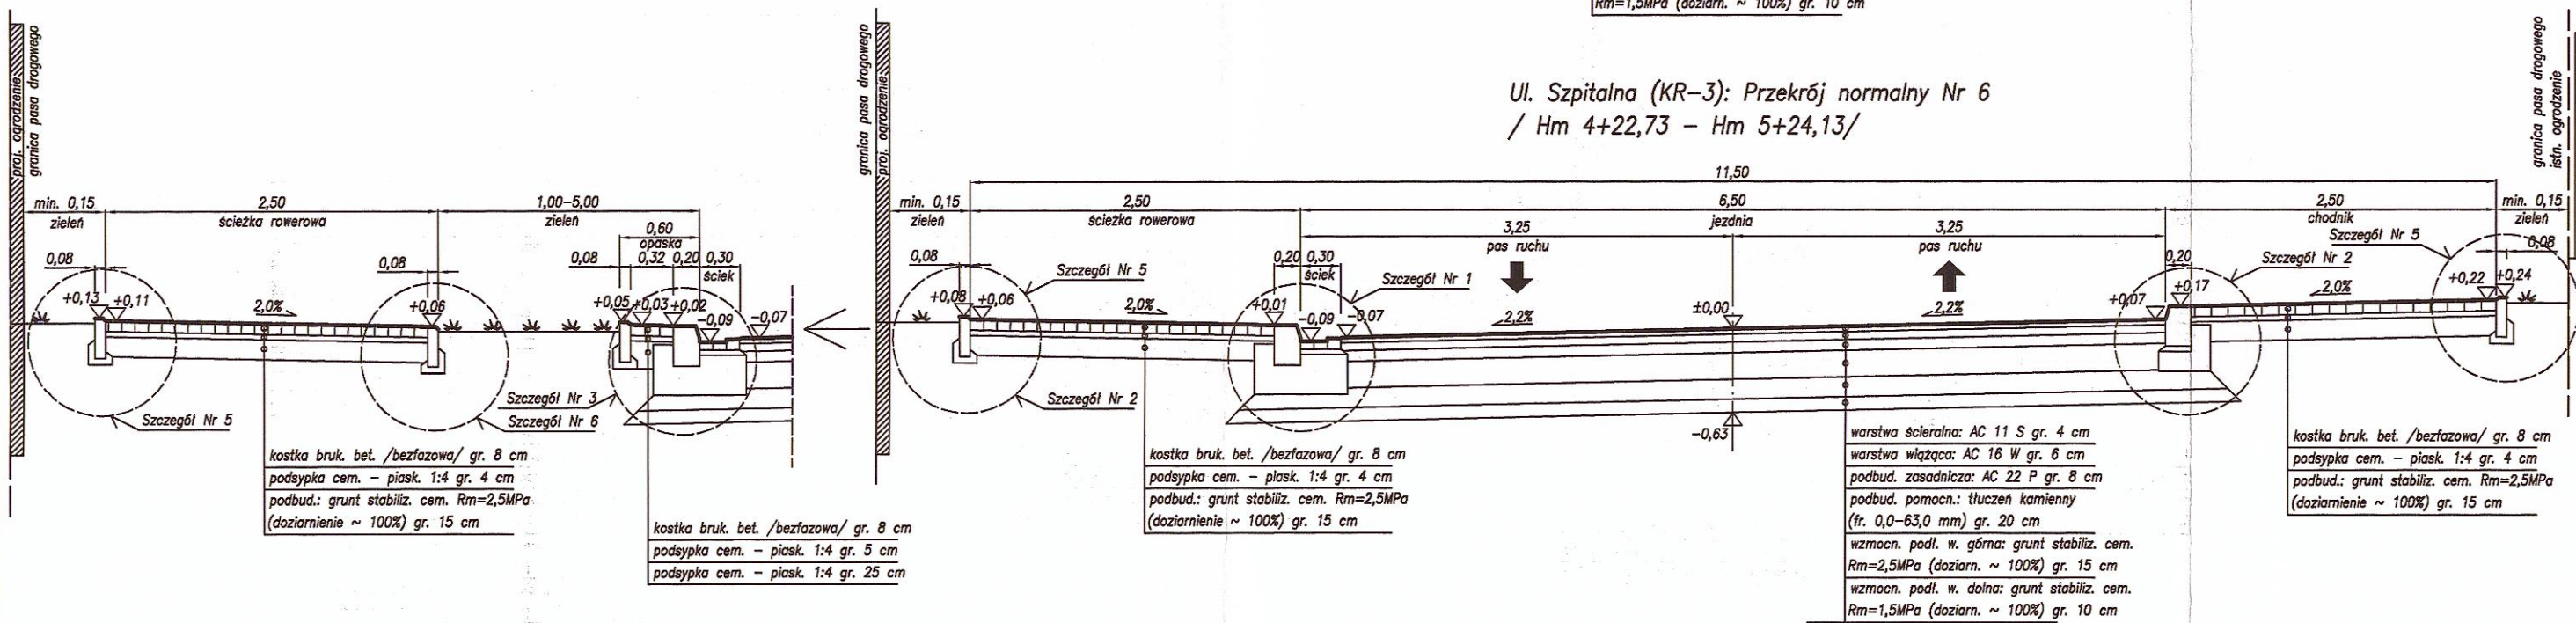 Rm=1,5MPa (doziarn. ~ 100%) gr. 10 cm
Ul. Szpitalna (KR-3): Przekrój normalny Nr 6
/ Hm 4+22,73 - Hm 5+24,13/
proj. ogrodzenie
granica pasa drogowego
min. 0,15
zieleń
2,50
ścieżka rowerowa
1,00-5,00
zieleń
0,60
opaska
0,08
0,08
0,08
0,32
0,20
0,30
ściek
+0,13
+0,11
2,0%
+0,06
+0,05
+0,03
+0,02
-0,09
-0,07
Szczegół Nr 5
Szczegół Nr 3
Szczegół Nr 6
kostka bruk. bet. /bezfazowa/ gr. 8 cm
podsypka cem. - piask. 1:4 gr. 4 cm
podbud.: grunt stabiliz. cem. Rm=2,5MPa
(doziarnienie ~ 100%) gr. 15 cm
kostka bruk. bet. /bezfazowa/ gr. 8 cm
podsypka cem. - piask. 1:4 gr. 5 cm
podsypka cem. - piask. 1:4 gr. 25 cm
granica pasa drogowego
proj. ogrodzenie
11,50
min. 0,15
zieleń
2,50
ścieżka rowerowa
6,50
jezdnia
2,50
chodnik
min. 0,15
zieleń
3,25
pas ruchu
3,25
pas ruchu
0,08
0,20
0,30
ściek
0,20
0,08
Szczegół Nr 5
Szczegół Nr 1
Szczegół Nr 2
Szczegół Nr 5
+0,08
+0,06
2,0%
+0,01
-0,09
-0,07
2,2%
±0,00
2,2%
+0,07
+0,17
2,0%
+0,22
+0,24
Szczegół Nr 2
-0,63
kostka bruk. bet. /bezfazowa/ gr. 8 cm
podsypka cem. - piask. 1:4 gr. 4 cm
podbud.: grunt stabiliz. cem. Rm=2,5MPa
(doziarnienie ~ 100%) gr. 15 cm
warstwa ścieralna: AC 11 S gr. 4 cm
warstwa wiążąca: AC 16 W gr. 6 cm
podbud. zasadnicza: AC 22 P gr. 8 cm
podbud. pomocn.: tłuczeń kamienny
(fr. 0,0-63,0 mm) gr. 20 cm
wzmocn. podł. w. górna: grunt stabiliz. cem.
Rm=2,5MPa (doziarn. ~ 100%) gr. 15 cm
wzmocn. podł. w. dolna: grunt stabiliz. cem.
Rm=1,5MPa (doziarn. ~ 100%) gr. 10 cm
kostka bruk. bet. /bezfazowa/ gr. 8 cm
podsypka cem. - piask. 1:4 gr. 4 cm
podbud.: grunt stabiliz. cem. Rm=2,5MPa
(doziarnienie ~ 100%) gr. 15 cm
granica pasa drogowego
istn. ogrodzenie